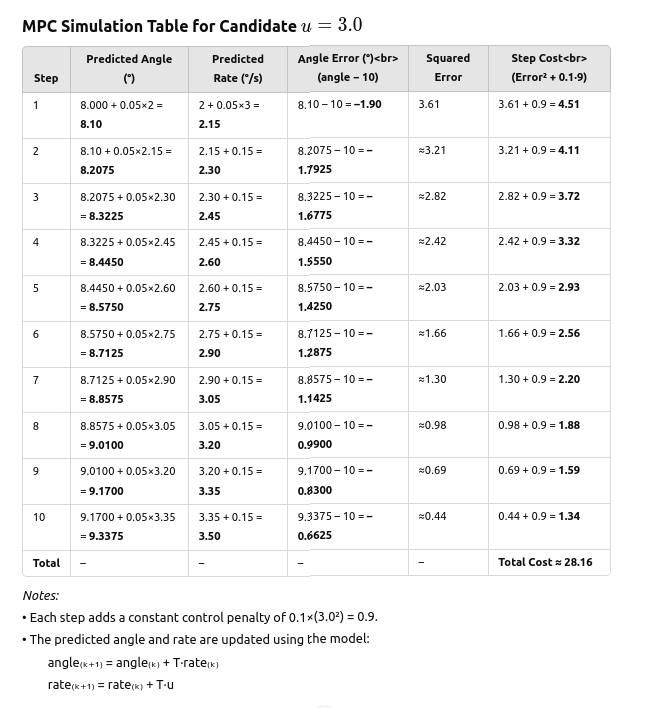 MPC Simulation Table for Candidate u = 3.0
Step | Predicted Angle (°) | Predicted Rate (°/s) | Angle Error (°)<br> (angle − 10) | Squared Error | Step Cost<br> (Error² + 0.1·9)
1 | 8.000 + 0.05×2 = 8.10 | 2 + 0.05×3 = 2.15 | 8.10 – 10 = –1.90 | 3.61 | 3.61 + 0.9 = 4.51
2 | 8.10 + 0.05×2.15 = 8.2075 | 2.15 + 0.15 = 2.30 | 8.2075 – 10 = –1.7925 | ≈3.21 | 3.21 + 0.9 = 4.11
3 | 8.2075 + 0.05×2.30 = 8.3225 | 2.30 + 0.15 = 2.45 | 8.3225 – 10 = –1.6775 | ≈2.82 | 2.82 + 0.9 = 3.72
4 | 8.3225 + 0.05×2.45 = 8.4450 | 2.45 + 0.15 = 2.60 | 8.4450 – 10 = –1.5550 | ≈2.42 | 2.42 + 0.9 = 3.32
5 | 8.4450 + 0.05×2.60 = 8.5750 | 2.60 + 0.15 = 2.75 | 8.5750 – 10 = –1.4250 | ≈2.03 | 2.03 + 0.9 = 2.93
6 | 8.5750 + 0.05×2.75 = 8.7125 | 2.75 + 0.15 = 2.90 | 8.7125 – 10 = –1.2875 | ≈1.66 | 1.66 + 0.9 = 2.56
7 | 8.7125 + 0.05×2.90 = 8.8575 | 2.90 + 0.15 = 3.05 | 8.8575 – 10 = –1.1425 | ≈1.30 | 1.30 + 0.9 = 2.20
8 | 8.8575 + 0.05×3.05 = 9.0100 | 3.05 + 0.15 = 3.20 | 9.0100 – 10 = –0.9900 | ≈0.98 | 0.98 + 0.9 = 1.88
9 | 9.0100 + 0.05×3.20 = 9.1700 | 3.20 + 0.15 = 3.35 | 9.1700 – 10 = –0.8300 | ≈0.69 | 0.69 + 0.9 = 1.59
10 | 9.1700 + 0.05×3.35 = 9.3375 | 3.35 + 0.15 = 3.50 | 9.3375 – 10 = –0.6625 | ≈0.44 | 0.44 + 0.9 = 1.34
Total | – | – | – | – | Total Cost ≈ 28.16
Notes:
• Each step adds a constant control penalty of 0.1×(3.0²) = 0.9.
• The predicted angle and rate are updated using the model:
angle₍ₖ₊₁₎ = angle₍ₖ₎ + T·rate₍ₖ₎
rate₍ₖ₊₁₎ = rate₍ₖ₎ + T·u